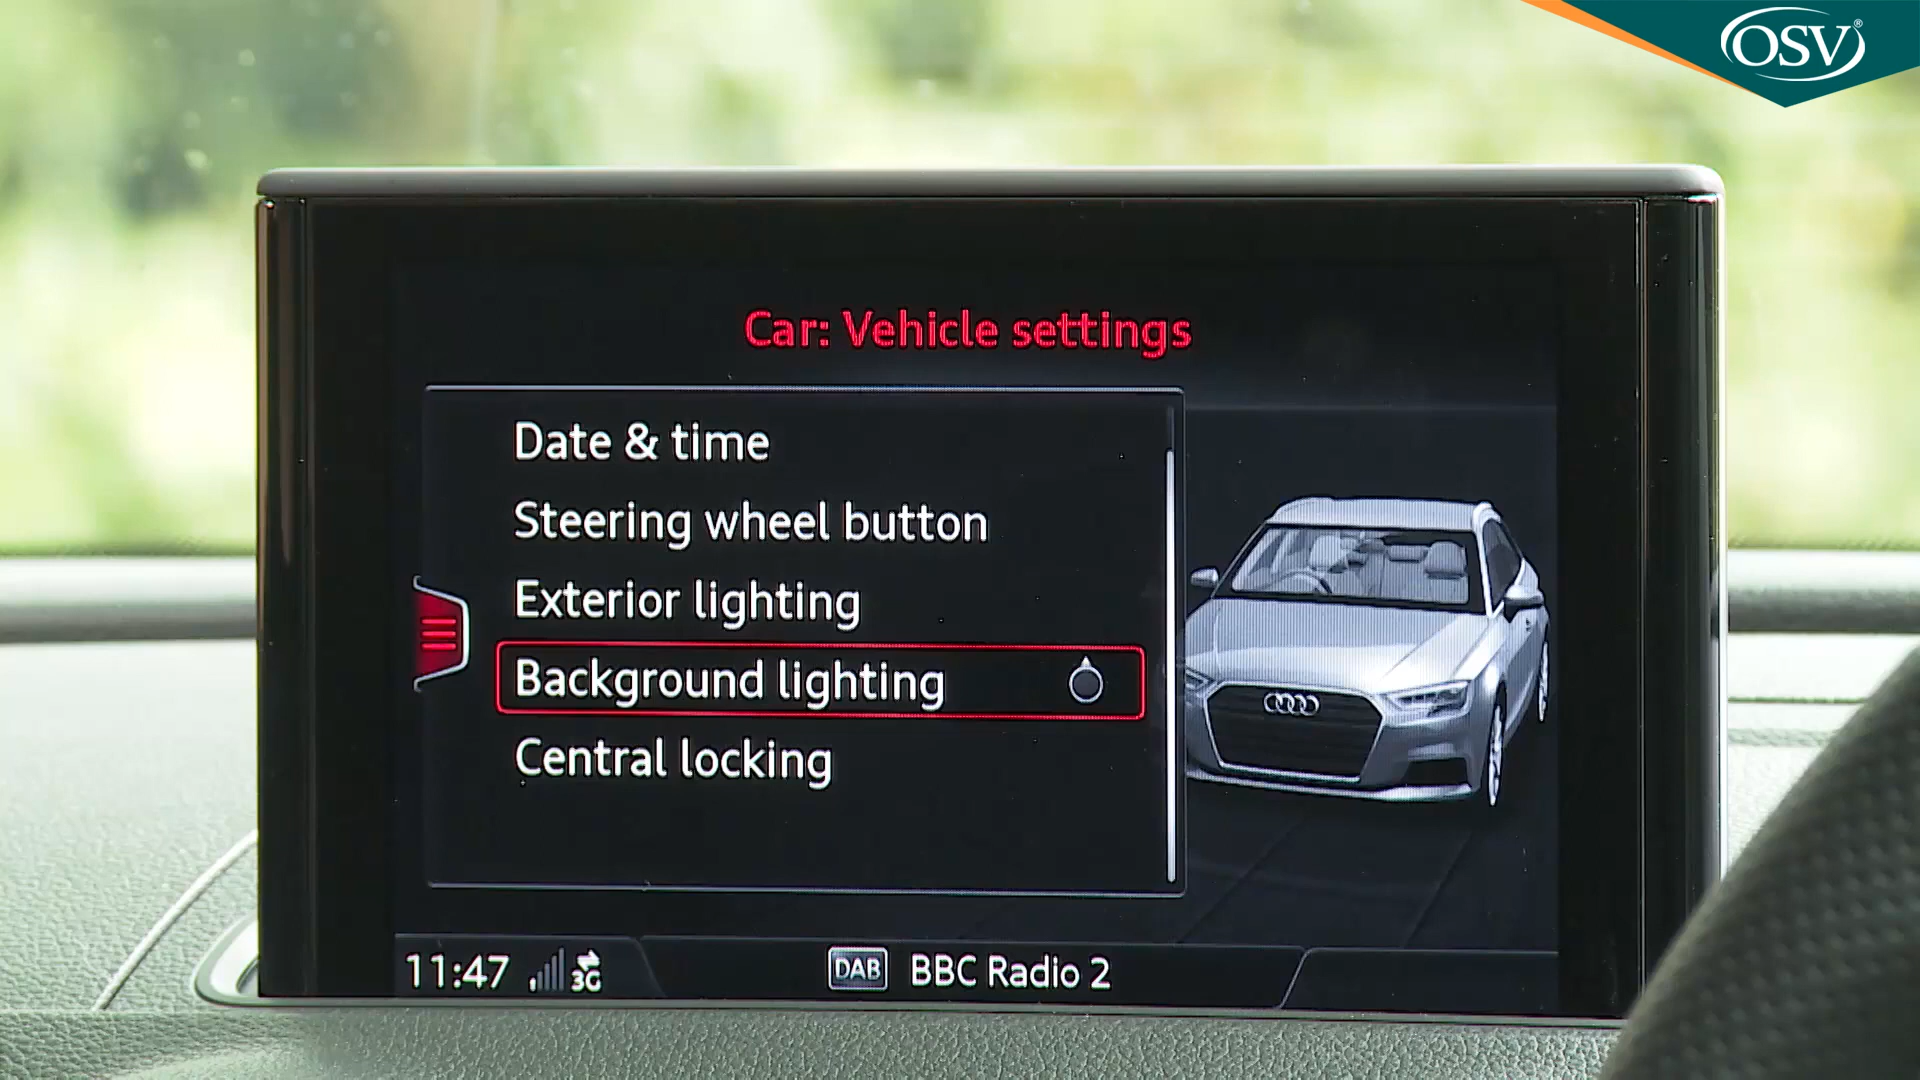 OSV®
Car: Vehicle settings
Date & time
Steering wheel button
Exterior lighting
Background lighting
Central locking
11:47 3G DAB BBC Radio 2